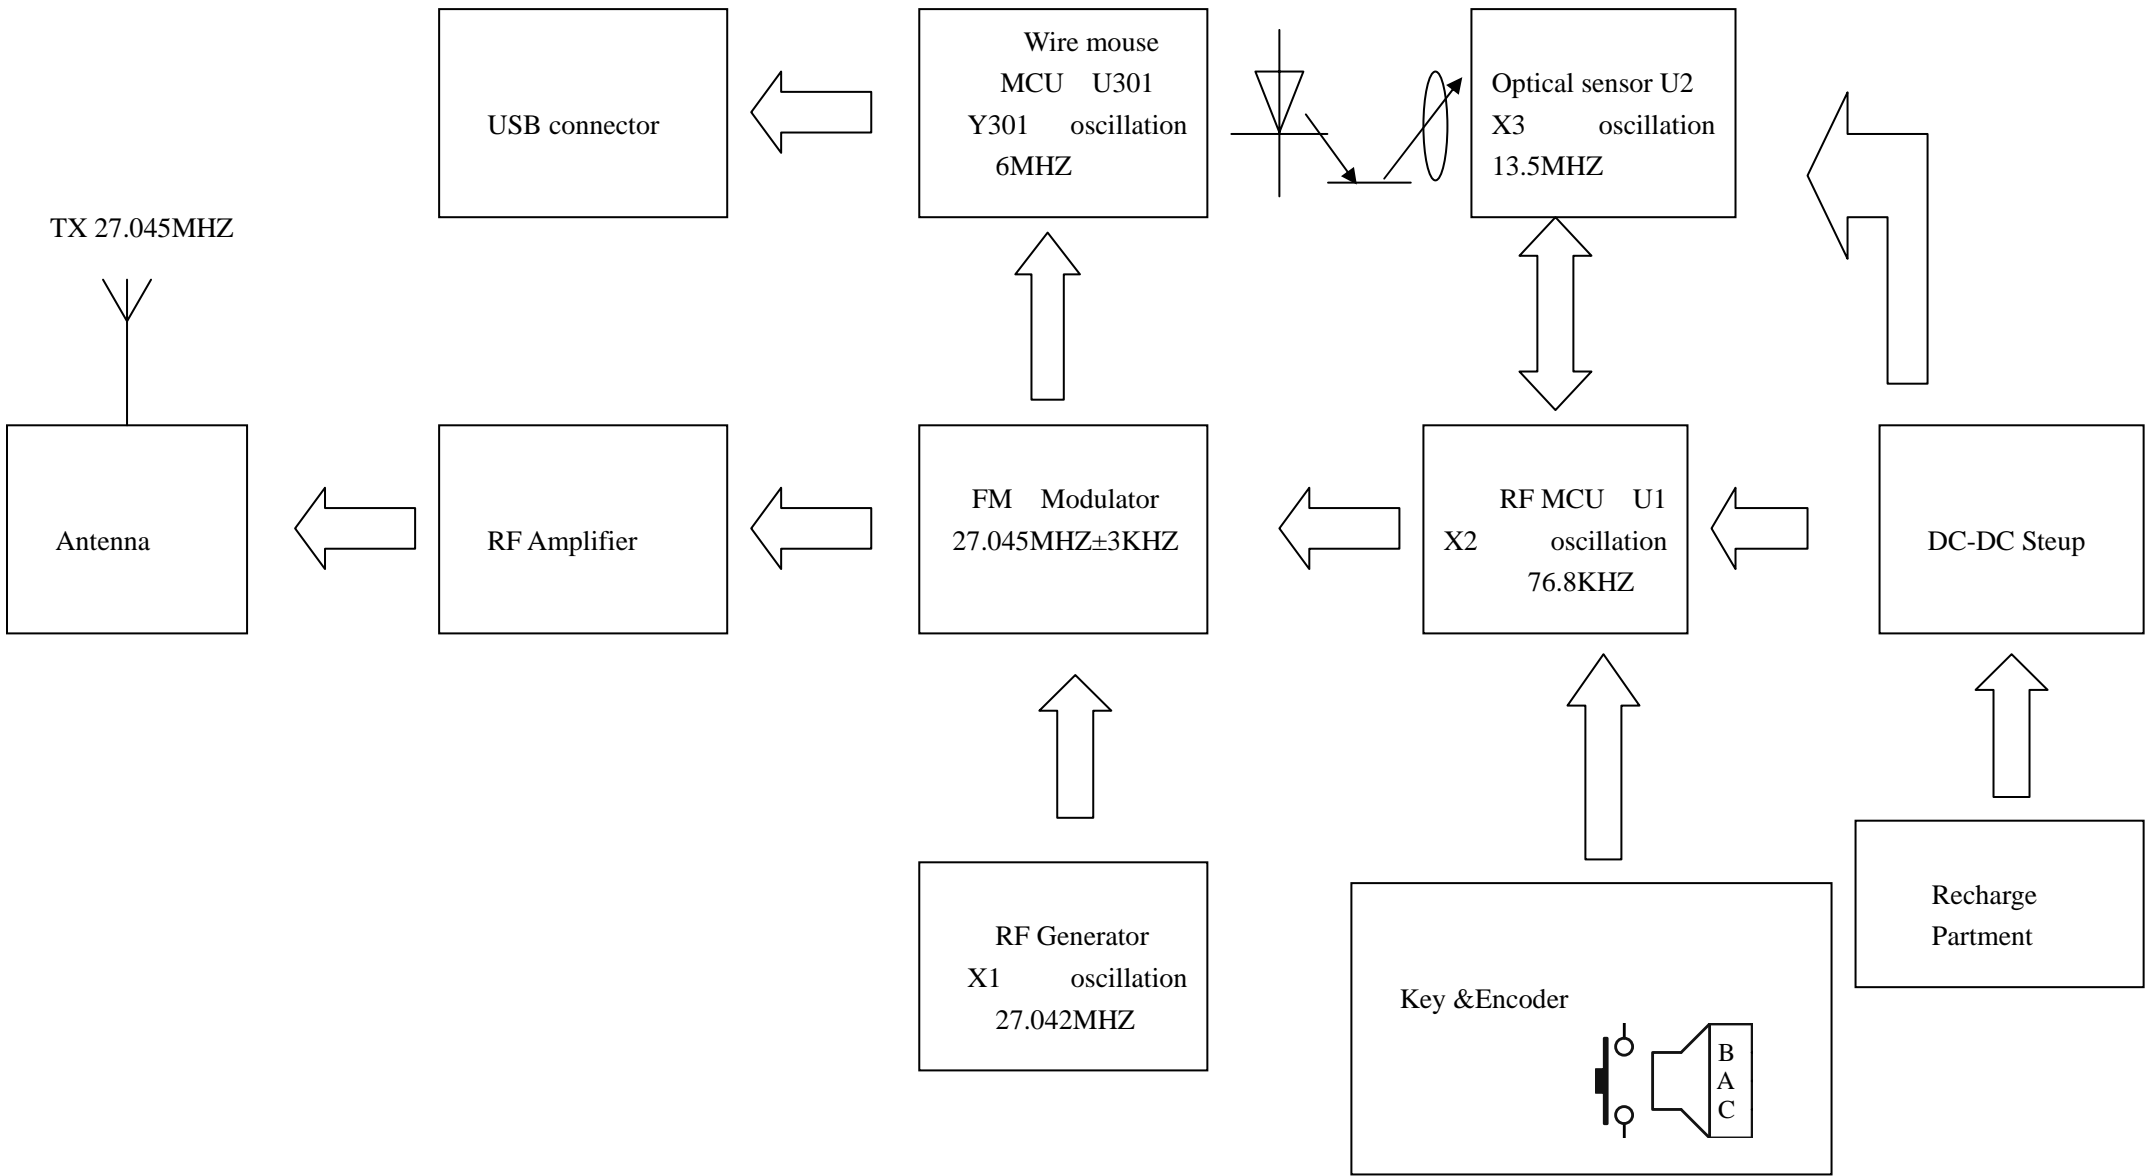 USB connector
Wire mouse
MCU U301
Y301 oscillation
6MHZ
Optical sensor U2
X3 oscillation
13.5MHZ
TX 27.045MHZ
Antenna
RF Amplifier
FM Modulator
27.045MHZ±3KHZ
RF MCU U1
X2 oscillation
76.8KHZ
DC-DC Steup
RF Generator
X1 oscillation
27.042MHZ
Key &Encoder
B
A
C
Recharge
Partment